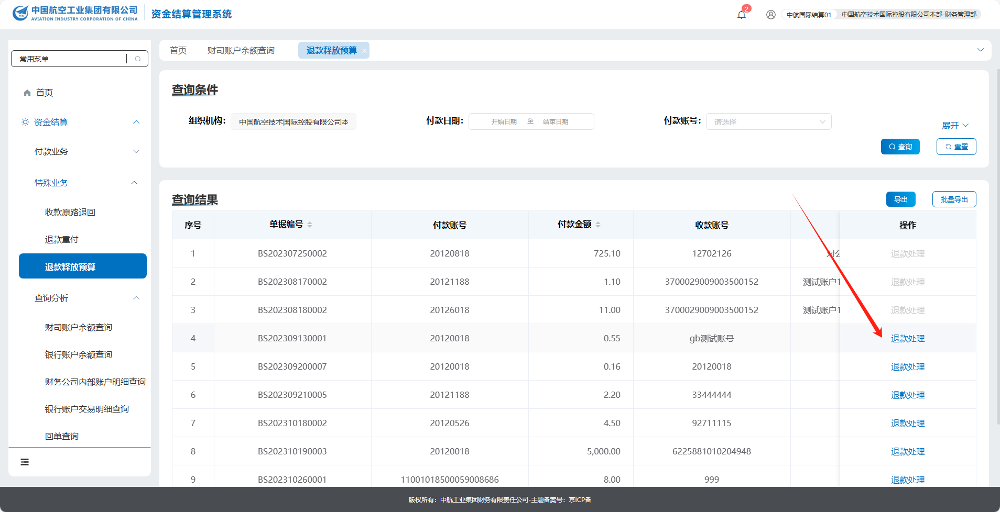 中国航空工业集团有限公司
AVIATION INDUSTRY CORPORATION OF CHINA
资金结算管理系统
2
中航国际结算01
中国航空技术国际控股有限公司本部-财务管理部
常用菜单
首页
资金结算
付款业务
特殊业务
收款原路退回
退款重付
退款释放预算
查询分析
财司账户余额查询
银行账户余额查询
财务公司内部账户明细查询
银行账户交易明细查询
回单查询
首页 财司账户余额查询 退款释放预算
查询条件
组织机构： 中国航空技术国际控股有限公司本 付款日期： 开始日期 至 结束日期 付款账号： 请选择
展开
查询 重置
查询结果
导出 批量导出
序号 单据编号 付款账号 付款金额 收款账号 操作
1 BS202307250002 20120818 725.10 12702126 对公 退款处理
2 BS202308170002 20121188 1.10 3700029009003500152 测试账户1 退款处理
3 BS202308180002 20126018 11.00 3700029009003500152 测试账户1 退款处理
4 BS202309130001 20120018 0.55 gb测试账号 退款处理
5 BS202309200007 20120018 0.16 20120018 退款处理
6 BS202309210005 20121188 2.20 33444444 退款处理
7 BS202310180002 20120526 4.50 92711115 退款处理
8 BS202310190003 20120018 5,000.00 6225881010204948 退款处理
9 BS202310260001 11001018500059008686 8.00 999 退款处理
版权所有：中航工业集团财务有限责任公司-主题备案号：京ICP备